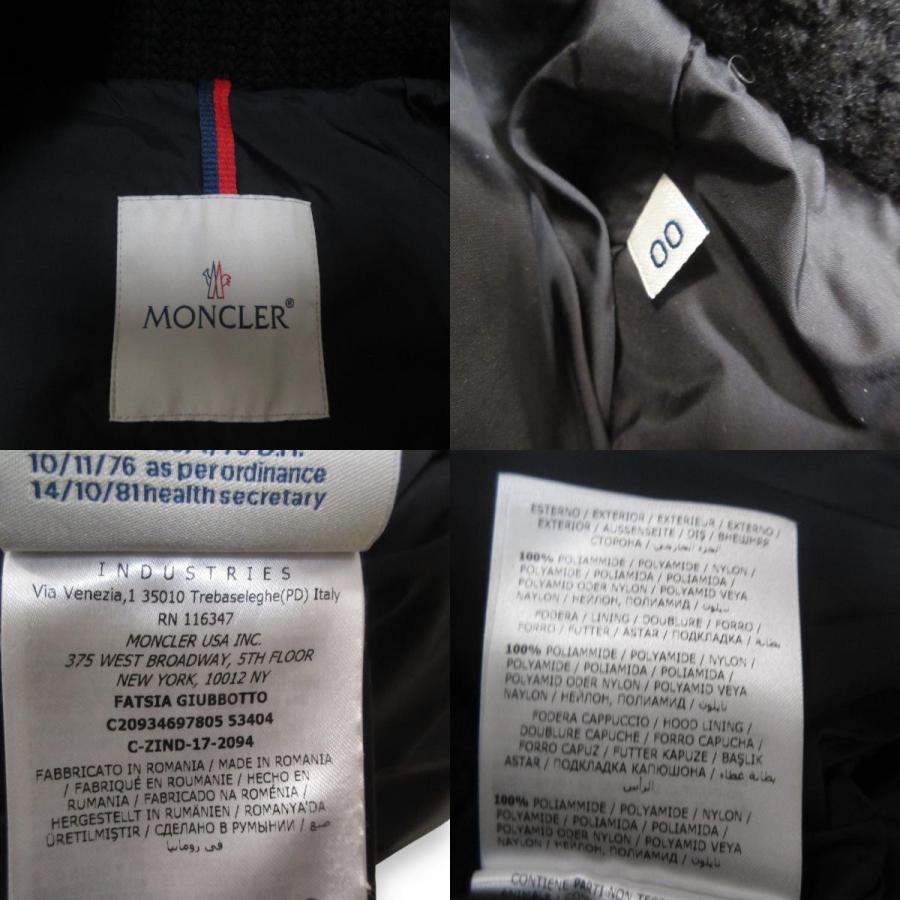 MONCLER®
00
10/11/76 as per ordinance
14/10/81 health secretary
INDUSTRIES
Via Venezia,1 35010 Trebaseleghe(PD) Italy
RN 116347
MONCLER USA INC.
375 WEST BROADWAY, 5TH FLOOR
NEW YORK, 10012 NY
FATSIA GIUBBOTTO
C20934697805 53404
C-ZIND-17-2094
FABBRICATO IN ROMANIA / MADE IN ROMANIA
/ FABRIQUÉ EN ROUMANIE / HECHO EN
RUMANIA / FABRICADO NA ROMÉNIA /
HERGESTELLT IN RUMÄNIEN / ROMANYA'DA
ÜRETILMIŞTIR / СДЕЛАНО В РУМЫНИИ / صنع
في رومانيا
ESTERNO / EXTERIOR / EXTERIEUR / EXTERNO /
EXTERIOR / AUSSENSEITE / DIŞ / ВНЕШНЯЯ
СТОРОНА / الجزء الخارجي
100% POLIAMMIDE / POLYAMIDE / NYLON /
POLYAMIDE / POLIAMIDA / POLIAMIDA /
POLYAMID ODER NYLON / POLYAMID VEYA
NAYLON / НЕЙЛОН, ПОЛИАМИД / نايلون
FODERA / LINING / DOUBLURE / FORRO /
FORRO / FUTTER / ASTAR / ПОДКЛАДКА / بطانة
100% POLIAMMIDE / POLYAMIDE / NYLON /
POLYAMIDE / POLIAMIDA / POLIAMIDA /
POLYAMID ODER NYLON / POLYAMID VEYA
NAYLON / НЕЙЛОН, ПОЛИАМИД / نايلون
FODERA CAPPUCCIO / HOOD LINING /
DOUBLURE CAPUCHE / FORRO CAPUCHA /
FORRO CAPUZ / FUTTER KAPUZE / BAŞLIK
ASTAR / ПОДКЛАДКА КАПЮШОНА / بطانة غطاء
الرأس
100% POLIAMMIDE / POLYAMIDE / NYLON /
POLYAMIDE / POLIAMIDA / POLIAMIDA /
POLYAMID ODER NYLON / POLYAMID VEYA
NAYLON / НЕЙЛОН, ПОЛИАМИД / نايلون
CONTIENE PARTI NON